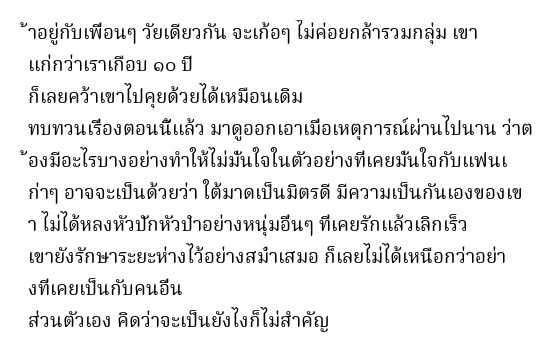 ้าอยู่กับเพื่อนๆ วัยเดียวกัน จะเก้อๆ ไม่ค่อยกล้ารวมกลุ่ม เขา
แก่กว่าเราเกือบ ๑๐ ปี
ก็เลยคว้าเขาไปคุยด้วยได้เหมือนเดิม
ทบทวนเรื่องตอนนี้แล้ว มาดูออกเอาเมื่อเหตุการณ์ผ่านไปนาน ว่าต
้องมีอะไรบางอย่างทำให้ไม่มั่นใจในตัวอย่างที่เคยมั่นใจกับแฟนเ
ก่าๆ อาจจะเป็นด้วยว่า ใต้มาดเป็นมิตรดี มีความเป็นกันเองของเข
า ไม่ได้หลงหัวปักหัวปำอย่างหนุ่มอื่นๆ ที่เคยรักแล้วเลิกเร็ว
เขายังรักษาระยะห่างไว้อย่างสม่ำเสมอ ก็เลยไม่ได้เหนือกว่าอย่า
งที่เคยเป็นกับคนอื่น
ส่วนตัวเอง คิดว่าจะเป็นยังไงก็ไม่สำคัญ